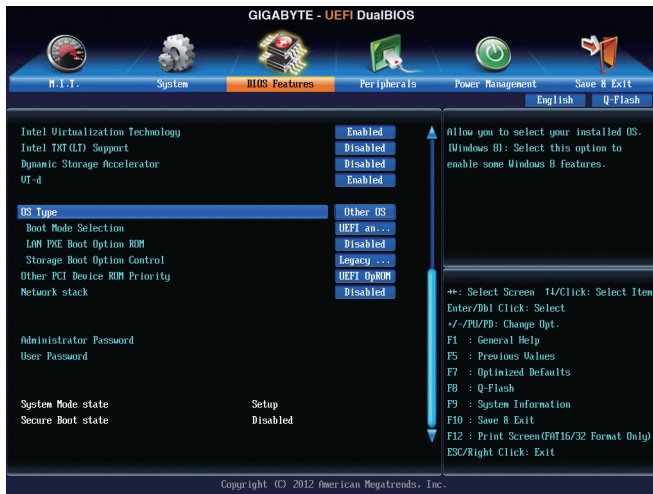 GIGABYTE - UEFI DualBIOS
M.I.T. System BIOS Features Peripherals Power Management Save & Exit
English Q-Flash
Intel Virtualization Technology Enabled
Intel TXT(LT) Support Disabled
Dynamic Storage Accelerator Disabled
VT-d Enabled
OS Type Other OS
Boot Mode Selection UEFI an...
LAN PXE Boot Option ROM Disabled
Storage Boot Option Control Legacy ...
Other PCI Device ROM Priority UEFI OpROM
Network stack Disabled
Administrator Password
User Password
System Mode state Setup
Secure Boot state Disabled
Allow you to select your installed OS.
[Windows 8]: Select this option to
enable some Windows 8 features.
→←: Select Screen ↑↓/Click: Select Item
Enter/Dbl Click: Select
+/-/PU/PD: Change Opt.
F1 : General Help
F5 : Previous Values
F7 : Optimized Defaults
F8 : Q-Flash
F9 : System Information
F10 : Save & Exit
F12 : Print Screen(FAT16/32 Format Only)
ESC/Right Click: Exit
Copyright (C) 2012 American Megatrends, Inc.